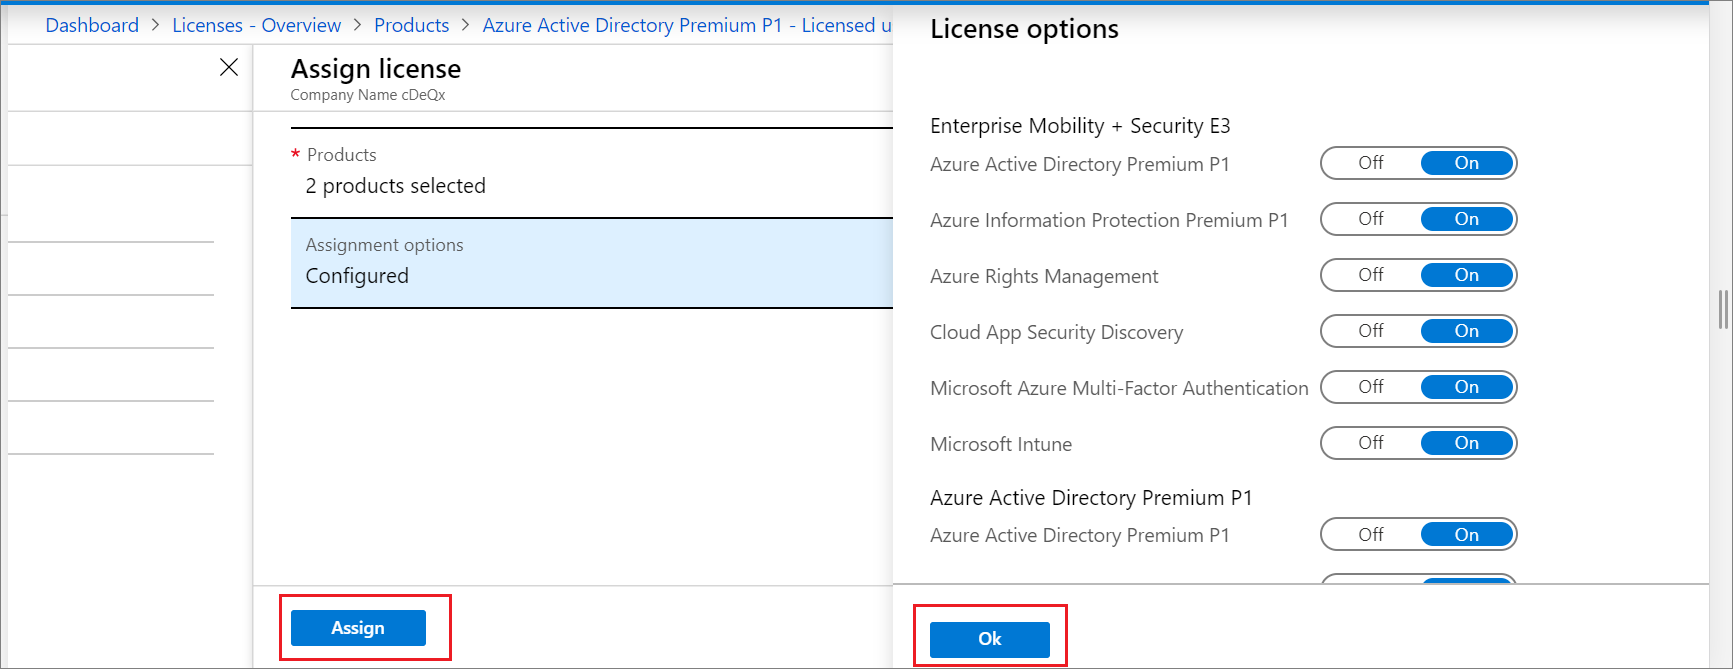 Dashboard > Licenses - Overview > Products > Azure Active Directory Premium P1 - Licensed u
Assign license
Company Name cDeQx
* Products
2 products selected
Assignment options
Configured
Assign
License options
Enterprise Mobility + Security E3
Azure Active Directory Premium P1 Off On
Azure Information Protection Premium P1 Off On
Azure Rights Management Off On
Cloud App Security Discovery Off On
Microsoft Azure Multi-Factor Authentication Off On
Microsoft Intune Off On
Azure Active Directory Premium P1
Azure Active Directory Premium P1 Off On
Ok